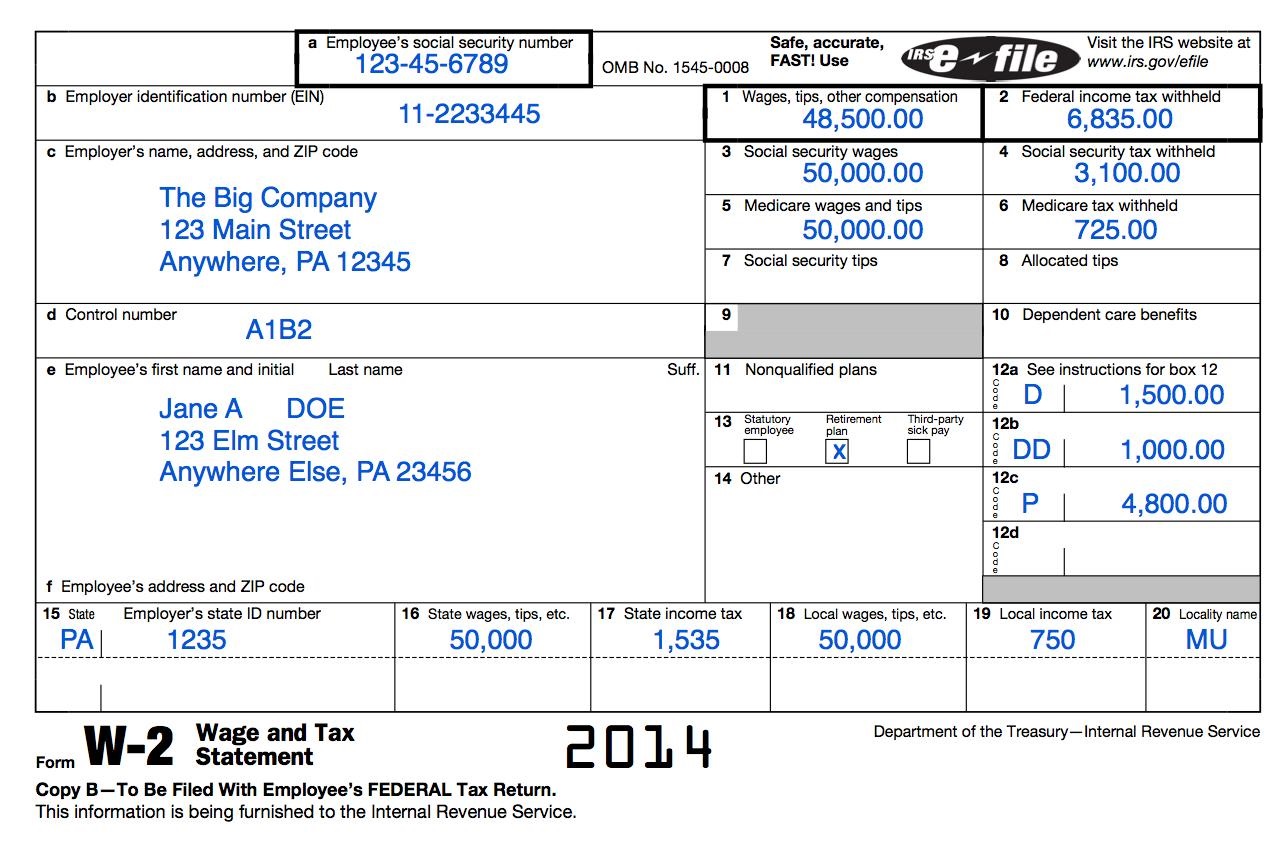 a Employee's social security number
123-45-6789
OMB No. 1545-0008
Safe, accurate,
FAST! Use
IRS e file
Visit the IRS website at
www.irs.gov/efile
b Employer identification number (EIN)
11-2233445
1 Wages, tips, other compensation
48,500.00
2 Federal income tax withheld
6,835.00
c Employer's name, address, and ZIP code
The Big Company
123 Main Street
Anywhere, PA 12345
3 Social security wages
50,000.00
4 Social security tax withheld
3,100.00
5 Medicare wages and tips
50,000.00
6 Medicare tax withheld
725.00
7 Social security tips
8 Allocated tips
d Control number
A1B2
9
10 Dependent care benefits
e Employee's first name and initial Last name Suff.
Jane A DOE
123 Elm Street
Anywhere Else, PA 23456
11 Nonqualified plans
12a See instructions for box 12
Code D 1,500.00
13 Statutory employee Retirement plan Third-party sick pay
X
12b
Code DD 1,000.00
14 Other
12c
Code P 4,800.00
12d
Code
f Employee's address and ZIP code
15 State Employer's state ID number 16 State wages, tips, etc. 17 State income tax 18 Local wages, tips, etc. 19 Local income tax 20 Locality name
PA 1235 50,000 1,535 50,000 750 MU
Form W-2 Wage and Tax
Statement
2014
Department of the Treasury—Internal Revenue Service
Copy B—To Be Filed With Employee's FEDERAL Tax Return.
This information is being furnished to the Internal Revenue Service.